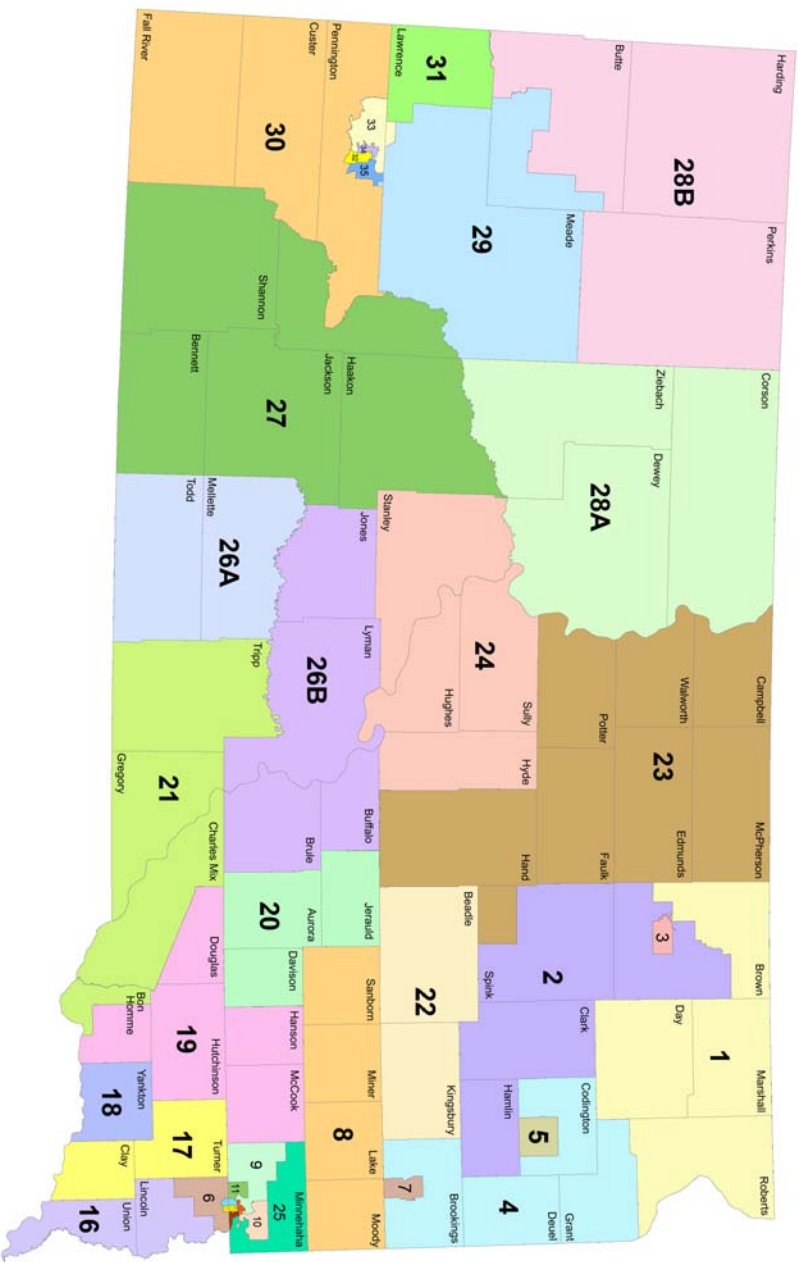 Harding
Butte
28B
Perkins
Lawrence
31
Meade
29
Pennington
Custer
Fall River
30
33
34
32
35
Shannon
Bennett
Jackson
Haakon
27
Corson
Ziebach
Dewey
28A
Mellette
Todd
26A
Jones
Lyman
26B
Stanley
Sully
Hughes
Hyde
24
Campbell
Walworth
Potter
McPherson
Edmunds
Faulk
Hand
23
Tripp
Gregory
Charles Mix
21
Buffalo
Brule
Jerauld
Aurora
20
Davison
Beadle
22
Kingsbury
Spink
2
Clark
Hamlin
3
Brown
Day
Marshall
1
Roberts
Codington
5
Grant
Deuel
4
Brookings
7
Sanborn
Miner
Lake
Moody
8
Douglas
Bon
Homme
Hutchinson
19
Hanson
McCook
Yankton
18
Turner
17
Clay
Lincoln
Union
16
Minnehaha
25
9
11
10
6